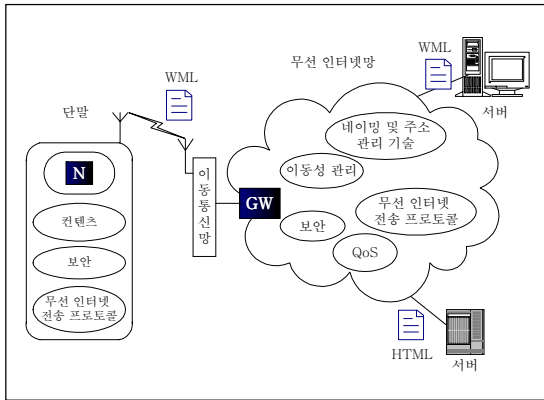 WML
무선 인터넷망
WML
서버
단말
네이밍 및 주소
관리 기술
이동성 관리
N
이동통신망
GW
컨텐츠
보안
무선 인터넷
전송 프로토콜
보안
무선 인터넷
전송 프로토콜
QoS
HTML
서버